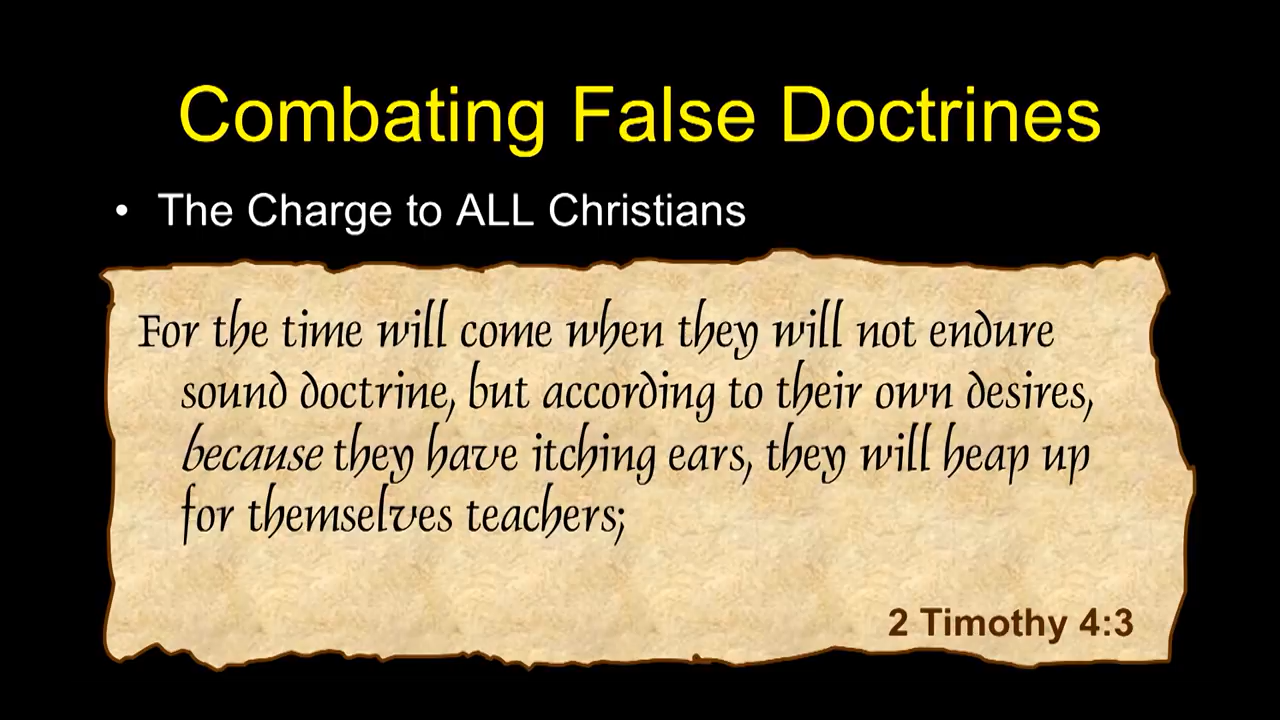 Combating False Doctrines
• The Charge to ALL Christians
For the time will come when they will not endure
sound doctrine, but according to their own desires,
because they have itching ears, they will heap up
for themselves teachers;
2 Timothy 4:3